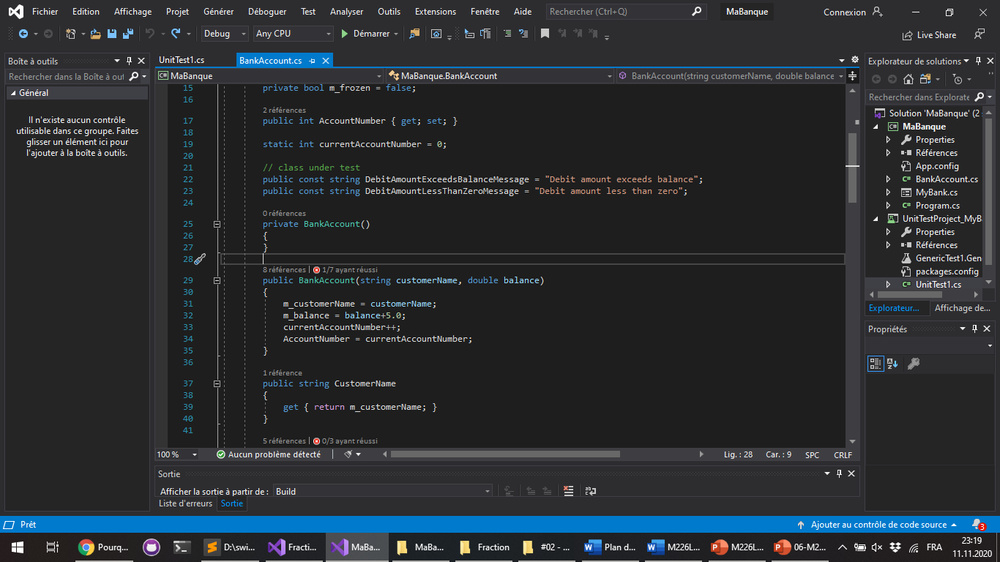 Fichier Edition Affichage Projet Générer Déboguer Test Analyser Outils Extensions Fenêtre Aide Rechercher (Ctrl+Q) MaBanque Connexion
Debug Any CPU Démarrer Live Share
Boîte à outils
Rechercher dans la Boîte à out
Général
Il n'existe aucun contrôle
utilisable dans ce groupe. Faites
glisser un élément ici pour
l'ajouter à la boîte à outils.
UnitTest1.cs BankAccount.cs
MaBanque MaBanque.BankAccount BankAccount(string customerName, double balance
15 private bool m_frozen = false;
16
2 références
17 public int AccountNumber { get; set; }
18
19 static int currentAccountNumber = 0;
20
21 // class under test
22 public const string DebitAmountExceedsBalanceMessage = "Debit amount exceeds balance";
23 public const string DebitAmountLessThanZeroMessage = "Debit amount less than zero";
24
0 références
25 private BankAccount()
26 {
27 }
28
8 références | 1/7 ayant réussi
29 public BankAccount(string customerName, double balance)
30 {
31 m_customerName = customerName;
32 m_balance = balance+5.0;
33 currentAccountNumber++;
34 AccountNumber = currentAccountNumber;
35 }
36
1 référence
37 public string CustomerName
38 {
39 get { return m_customerName; }
40 }
41
5 références | 0/3 ayant réussi
100 % Aucun problème détecté Lig. : 28 Car. : 9 SPC CRLF
Sortie
Afficher la sortie à partir de : Build
Liste d'erreurs Sortie
Explorateur de solutions
Rechercher dans Explorate
Solution 'MaBanque' (2
MaBanque
Properties
Références
App.config
BankAccount.cs
MyBank.cs
Program.cs
UnitTestProject_MyB
Properties
Références
GenericTest1.Gen
packages.config
UnitTest1.cs
Explorateur... Affichage de...
Propriétés
Prêt Ajouter au contrôle de code source 3
Pourq... D:\swi... Fracti... MaBa... MaBa... Fraction #02 - ... Plan d... M226L... M226L... 06-M2... FRA 23:19
11.11.2020